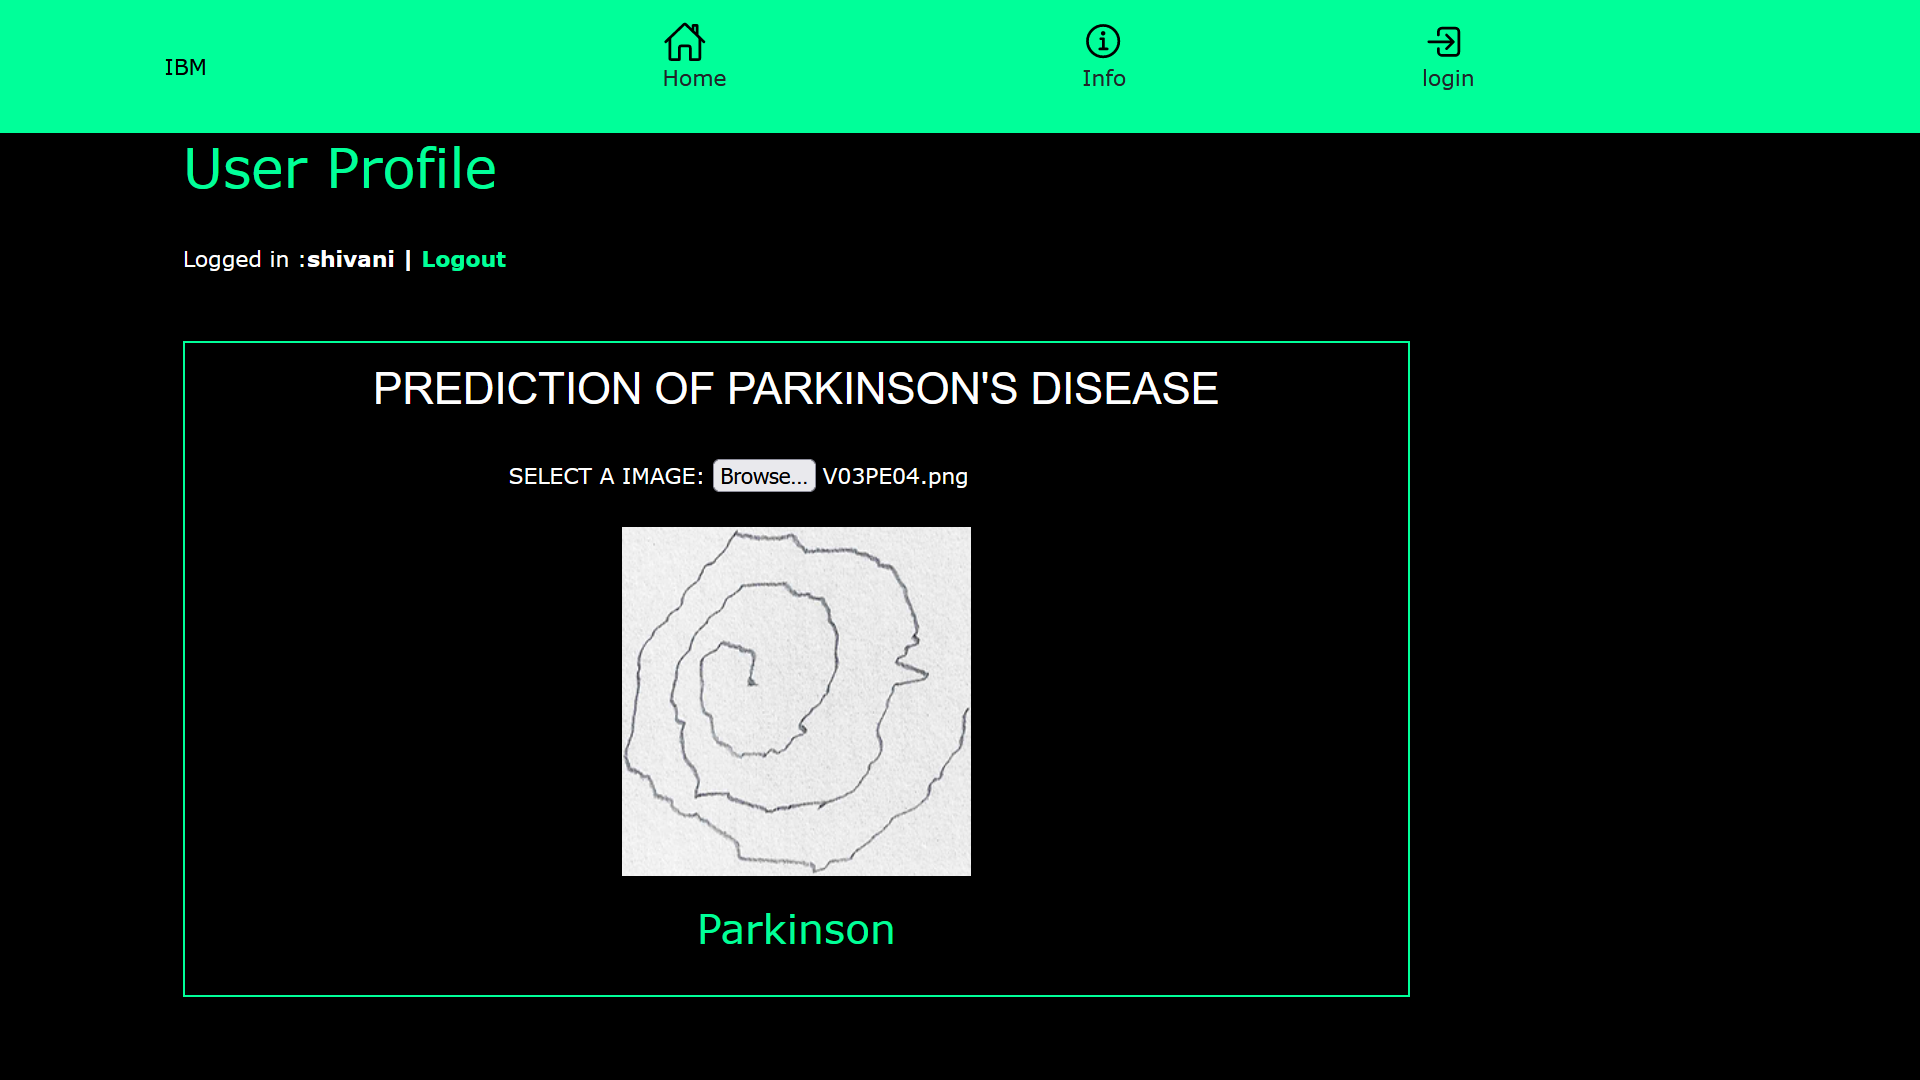 IBM
Home
Info
login
User Profile
Logged in :shivani | Logout
PREDICTION OF PARKINSON'S DISEASE
SELECT A IMAGE: Browse... V03PE04.png
Parkinson